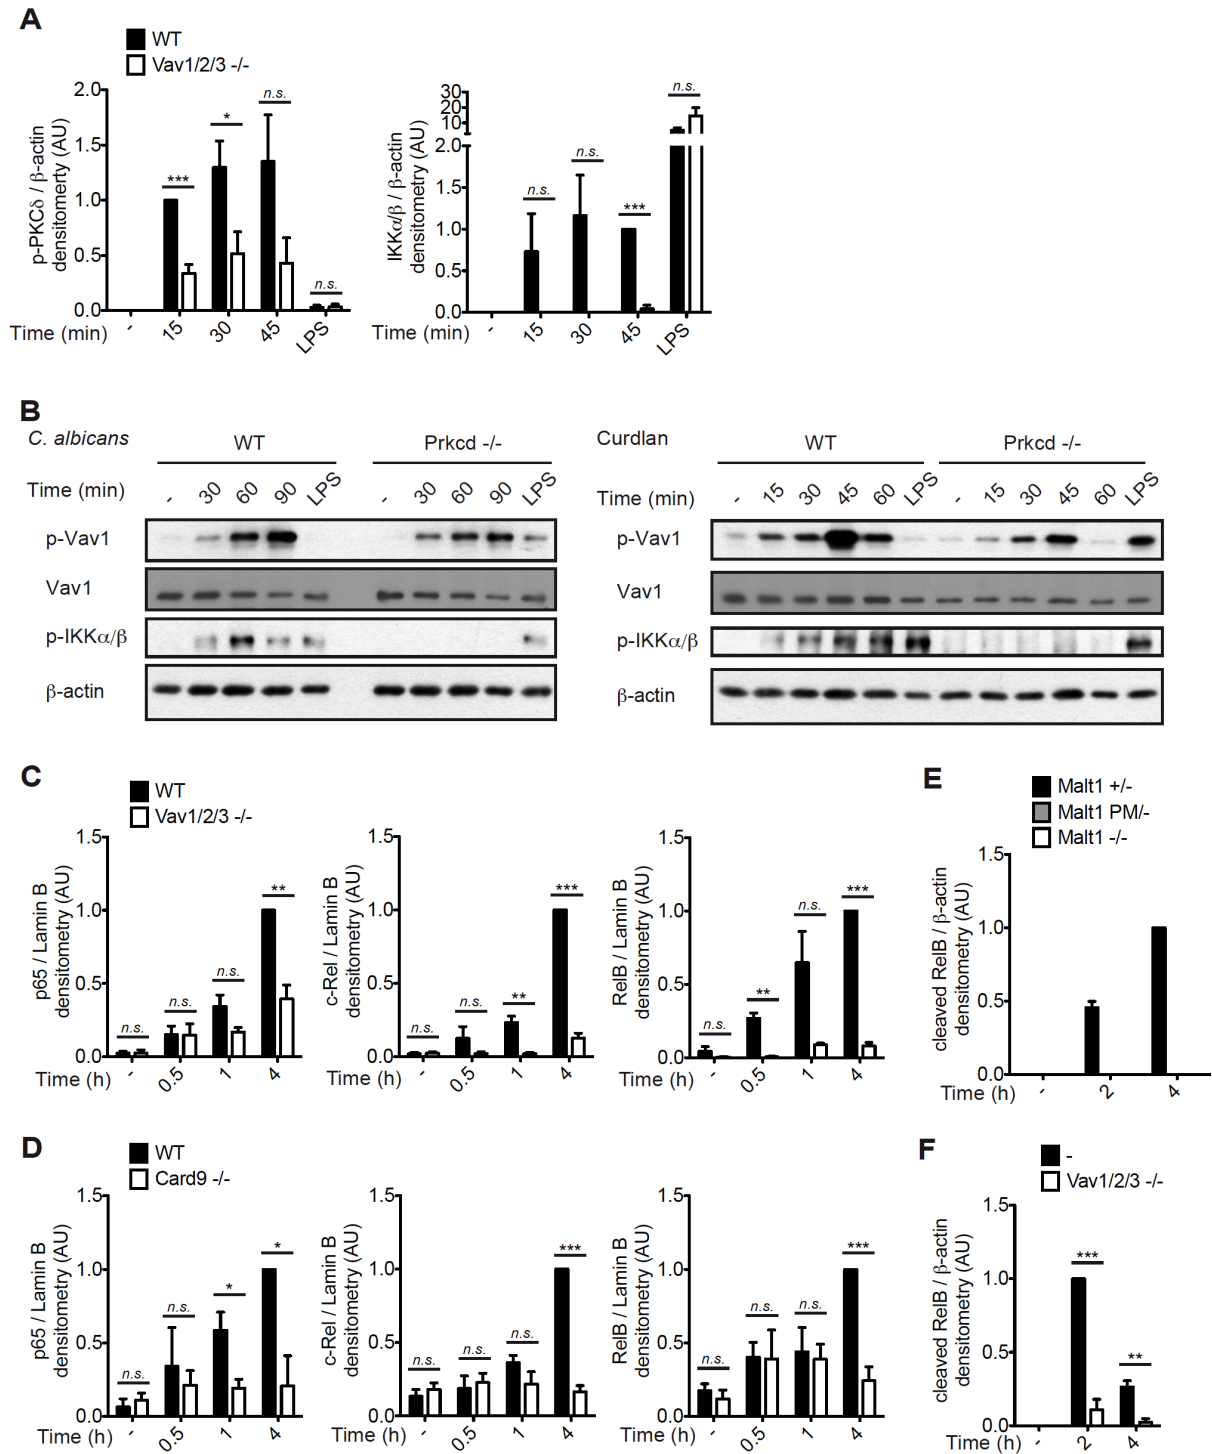 A
WT
Vav1/2/3 -/-
p-PKCδ / β-actin
densitomerty (AU)
2.0
1.5
1.0
0.5
0.0
***
*
n.s.
n.s.
Time (min)
-
15
30
45
LPS
IKKα/β / β-actin
densitometry (AU)
30
20
10
2.0
1.5
1.0
0.5
0.0
n.s.
n.s.
***
n.s.
Time (min)
-
15
30
45
LPS
B
C. albicans
WT
Prkcd -/-
Time (min)
-
30
60
90
LPS
-
30
60
90
LPS
p-Vav1
Vav1
p-IKKα/β
β-actin
Curdlan
WT
Prkcd -/-
Time (min)
-
15
30
45
60
LPS
-
15
30
45
60
LPS
p-Vav1
Vav1
p-IKKα/β
β-actin
C
WT
Vav1/2/3 -/-
p65 / Lamin B
densitometry (AU)
1.5
1.0
0.5
0.0
n.s.
n.s.
n.s.
**
Time (h)
-
0.5
1
4
c-Rel / Lamin B
densitometry (AU)
1.5
1.0
0.5
0.0
n.s.
n.s.
**
***
Time (h)
-
0.5
1
4
RelB / Lamin B
densitometry (AU)
1.5
1.0
0.5
0.0
n.s.
**
n.s.
***
Time (h)
-
0.5
1
4
E
Malt1 +/-
Malt1 PM/-
Malt1 -/-
cleaved RelB / β-actin
densitometry (AU)
1.5
1.0
0.5
0.0
Time (h)
-
2
4
D
WT
Card9 -/-
p65 / Lamin B
densitometry (AU)
1.5
1.0
0.5
0.0
n.s.
n.s.
*
*
Time (h)
-
0.5
1
4
c-Rel / Lamin B
densitometry (AU)
1.5
1.0
0.5
0.0
n.s.
n.s.
n.s.
***
Time (h)
-
0.5
1
4
RelB / Lamin B
densitometry (AU)
1.5
1.0
0.5
0.0
n.s.
n.s.
n.s.
***
Time (h)
-
0.5
1
4
F
-
Vav1/2/3 -/-
cleaved RelB / β-actin
densitometry (AU)
1.5
1.0
0.5
0.0
***
**
Time (h)
-
2
4